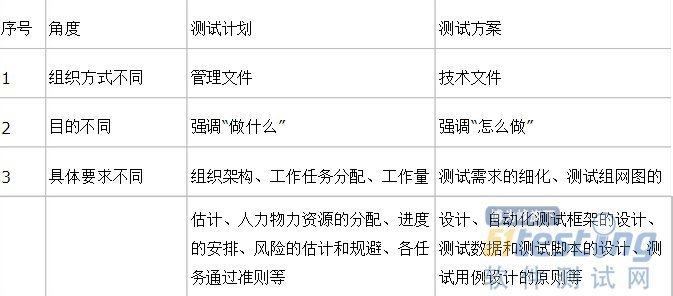 序号 角度 测试计划 测试方案
1 组织方式不同 管理文件 技术文件
2 目的不同 强调“做什么” 强调“怎么做”
3 具体要求不同 组织架构、工作任务分配、工作量 测试需求的细化、测试组网图的
估计、人力物力资源的分配、进度 设计、自动化测试框架的设计、
的安排、风险的估计和规避、各任 测试数据和测试脚本的设计、测
务通过准则等 试用例设计的原则等
51testing
软件测试网